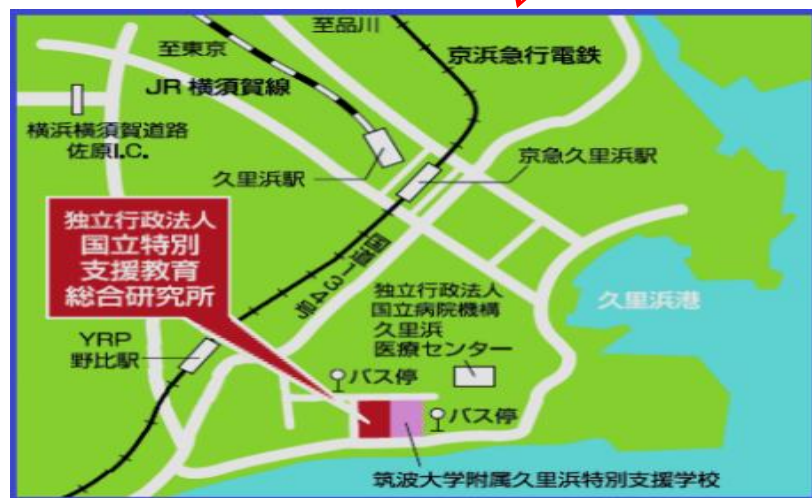 至品川
至東京
京浜急行電鉄
JR 横須賀線
横浜横須賀道路
佐原I.C.
久里浜駅
京急久里浜駅
独立行政法人
国立特別
支援教育
総合研究所
国道134号
独立行政法人
国立病院機構
久里浜
医療センター
久里浜港
YRP
野比駅
バス停
バス停
筑波大学附属久里浜特別支援学校